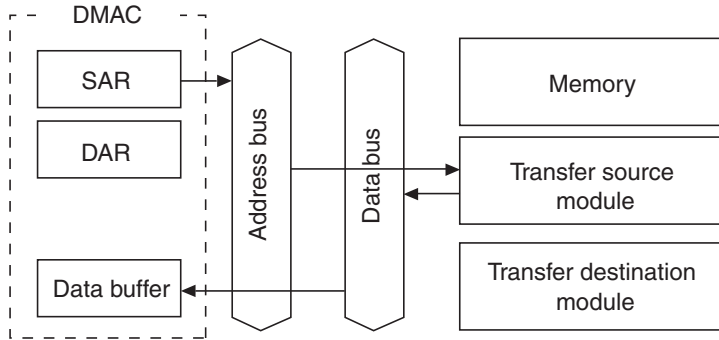 DMAC
SAR
DAR
Data buffer
Address bus
Data bus
Memory
Transfer source
module
Transfer destination
module